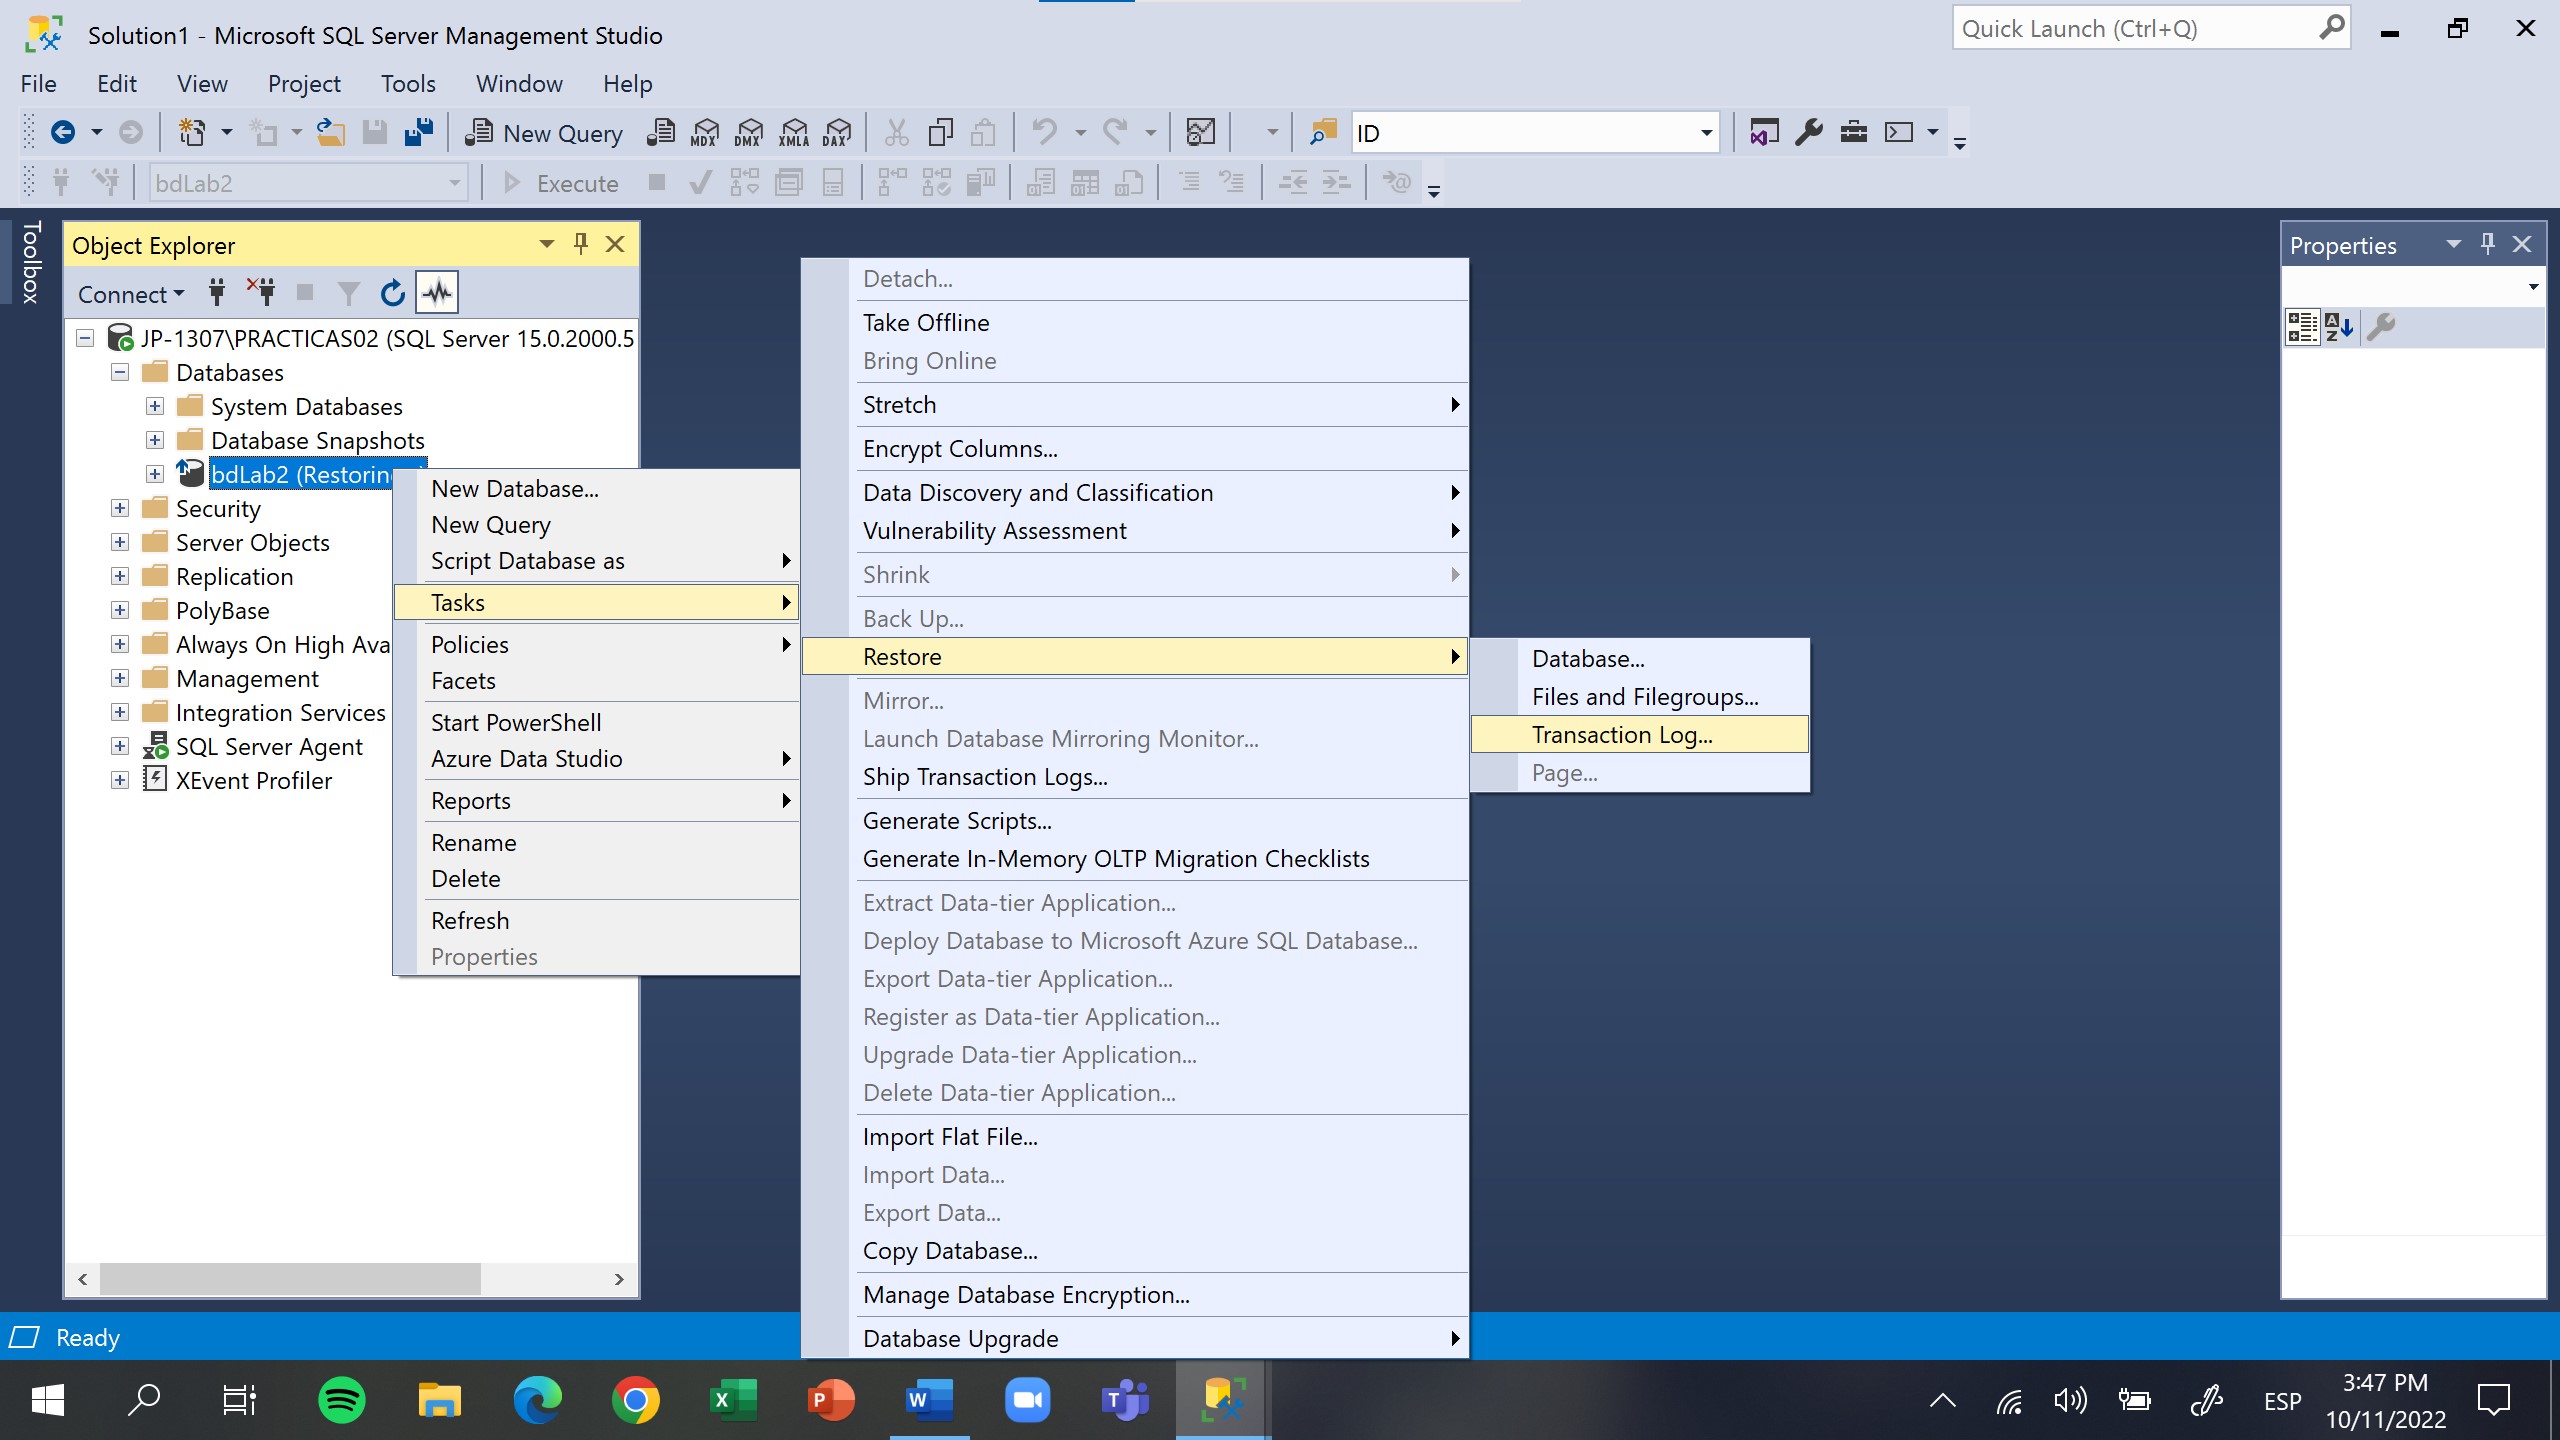 Solution1 - Microsoft SQL Server Management Studio
Quick Launch (Ctrl+Q)
File Edit View Project Tools Window Help
New Query MDX DMX XMLA DAX ID
bdLab2 Execute
Toolbox
Object Explorer
Connect
JP-1307\PRACTICAS02 (SQL Server 15.0.2000.5
Databases
System Databases
Database Snapshots
bdLab2 (Restorin
Security
Server Objects
Replication
PolyBase
Always On High Ava
Management
Integration Services
SQL Server Agent
XEvent Profiler
New Database...
New Query
Script Database as
Tasks
Policies
Facets
Start PowerShell
Azure Data Studio
Reports
Rename
Delete
Refresh
Properties
Detach...
Take Offline
Bring Online
Stretch
Encrypt Columns...
Data Discovery and Classification
Vulnerability Assessment
Shrink
Back Up...
Restore
Mirror...
Launch Database Mirroring Monitor...
Ship Transaction Logs...
Generate Scripts...
Generate In-Memory OLTP Migration Checklists
Extract Data-tier Application...
Deploy Database to Microsoft Azure SQL Database...
Export Data-tier Application...
Register as Data-tier Application...
Upgrade Data-tier Application...
Delete Data-tier Application...
Import Flat File...
Import Data...
Export Data...
Copy Database...
Manage Database Encryption...
Database Upgrade
Database...
Files and Filegroups...
Transaction Log...
Page...
Properties
A
Z
Ready
X P W T
ESP
3:47 PM
10/11/2022